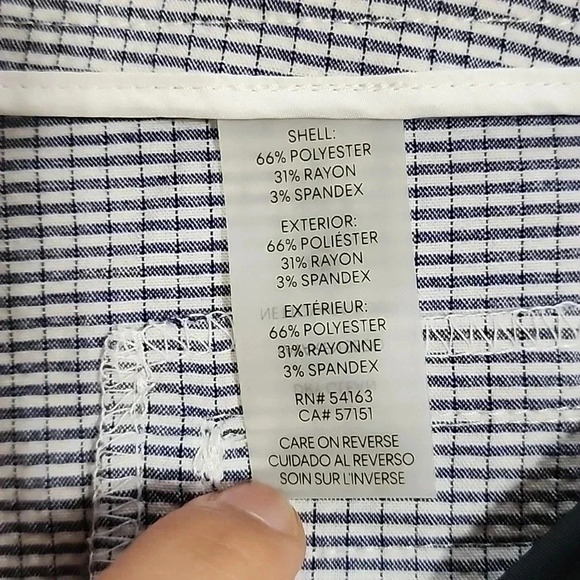 SHELL:
66% POLYESTER
31% RAYON
3% SPANDEX
EXTERIOR:
66% POLIÉSTER
31% RAYON
3% SPANDEX
EXTÉRIEUR:
66% POLYESTER
31% RAYONNE
3% SPANDEX
RN# 54163
CA# 57151
CARE ON REVERSE
CUIDADO AL REVERSO
SOIN SUR L'INVERSE